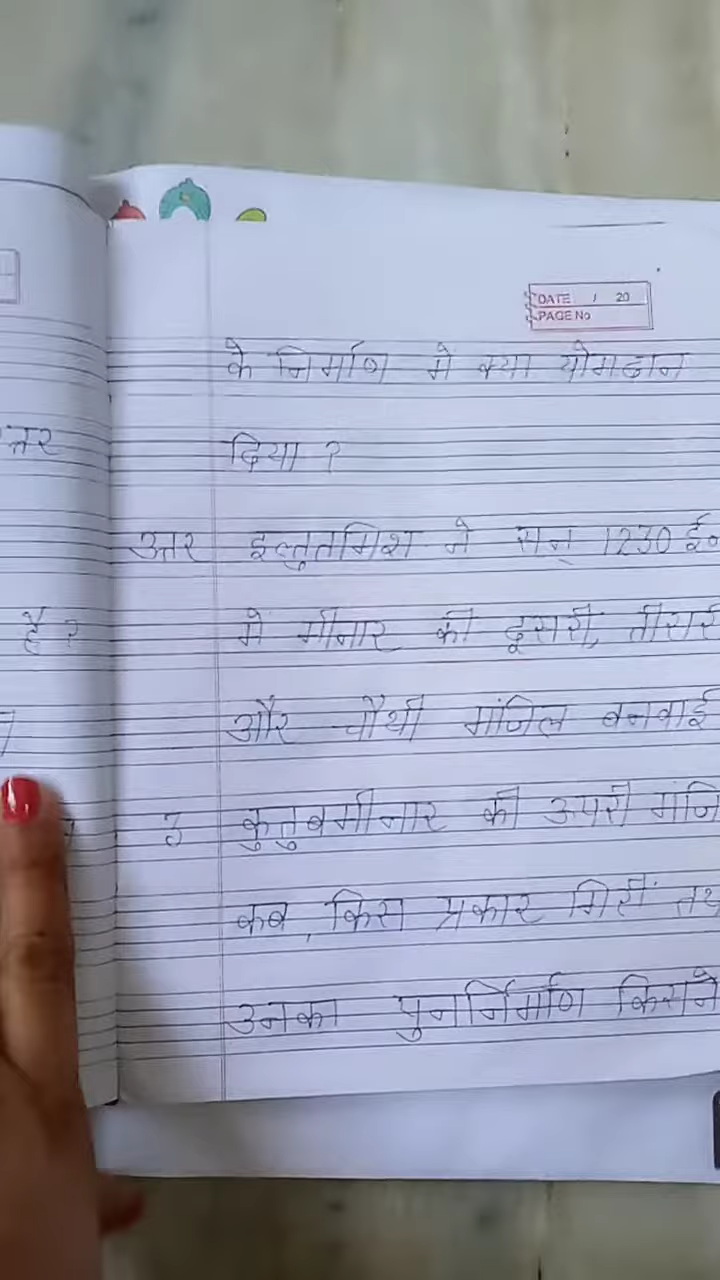 DATE / 20
PAGE No
के निर्माण मे क्या योगदान
दिया ?
उत्तर इल्तुतमिश ने सन् 1230 ई०
मे मीनार की दूसरी, तीसरी
और चौथी मंजिल बनवाई
है ?
3 कुतुबमीनार की ऊपरी मंजि
कब, किस प्रकार गिरी तथ
उनका पुनर्निर्माण किसने